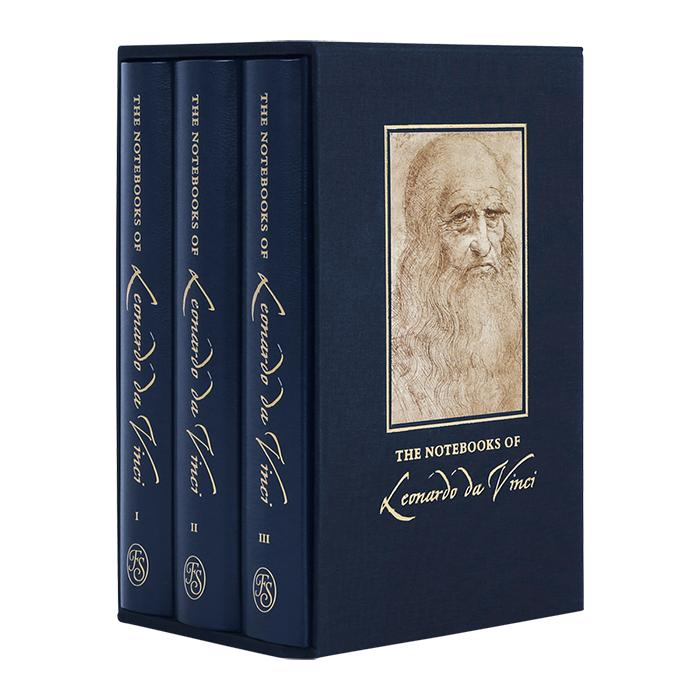 THE NOTEBOOKS OF Leonardo da Vinci I
FS
THE NOTEBOOKS OF Leonardo da Vinci II
FS
THE NOTEBOOKS OF Leonardo da Vinci III
FS
THE NOTEBOOKS OF
Leonardo da Vinci